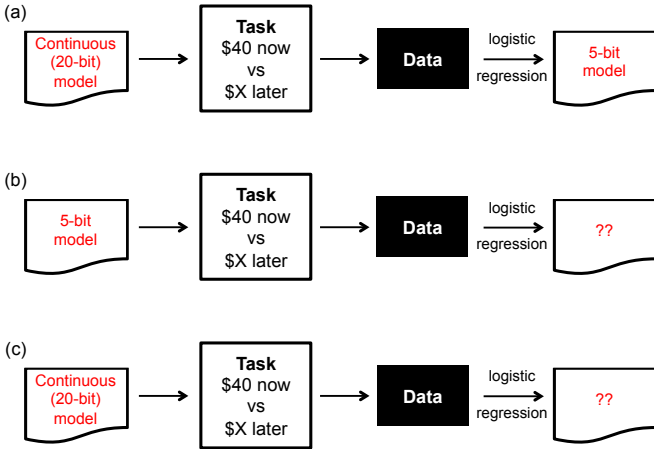 (a)
Continuous
(20-bit)
model
Task
$40 now
vs
$X later
Data
logistic
regression
5-bit
model
(b)
5-bit
model
Task
$40 now
vs
$X later
Data
logistic
regression
??
(c)
Continuous
(20-bit)
model
Task
$40 now
vs
$X later
Data
logistic
regression
??